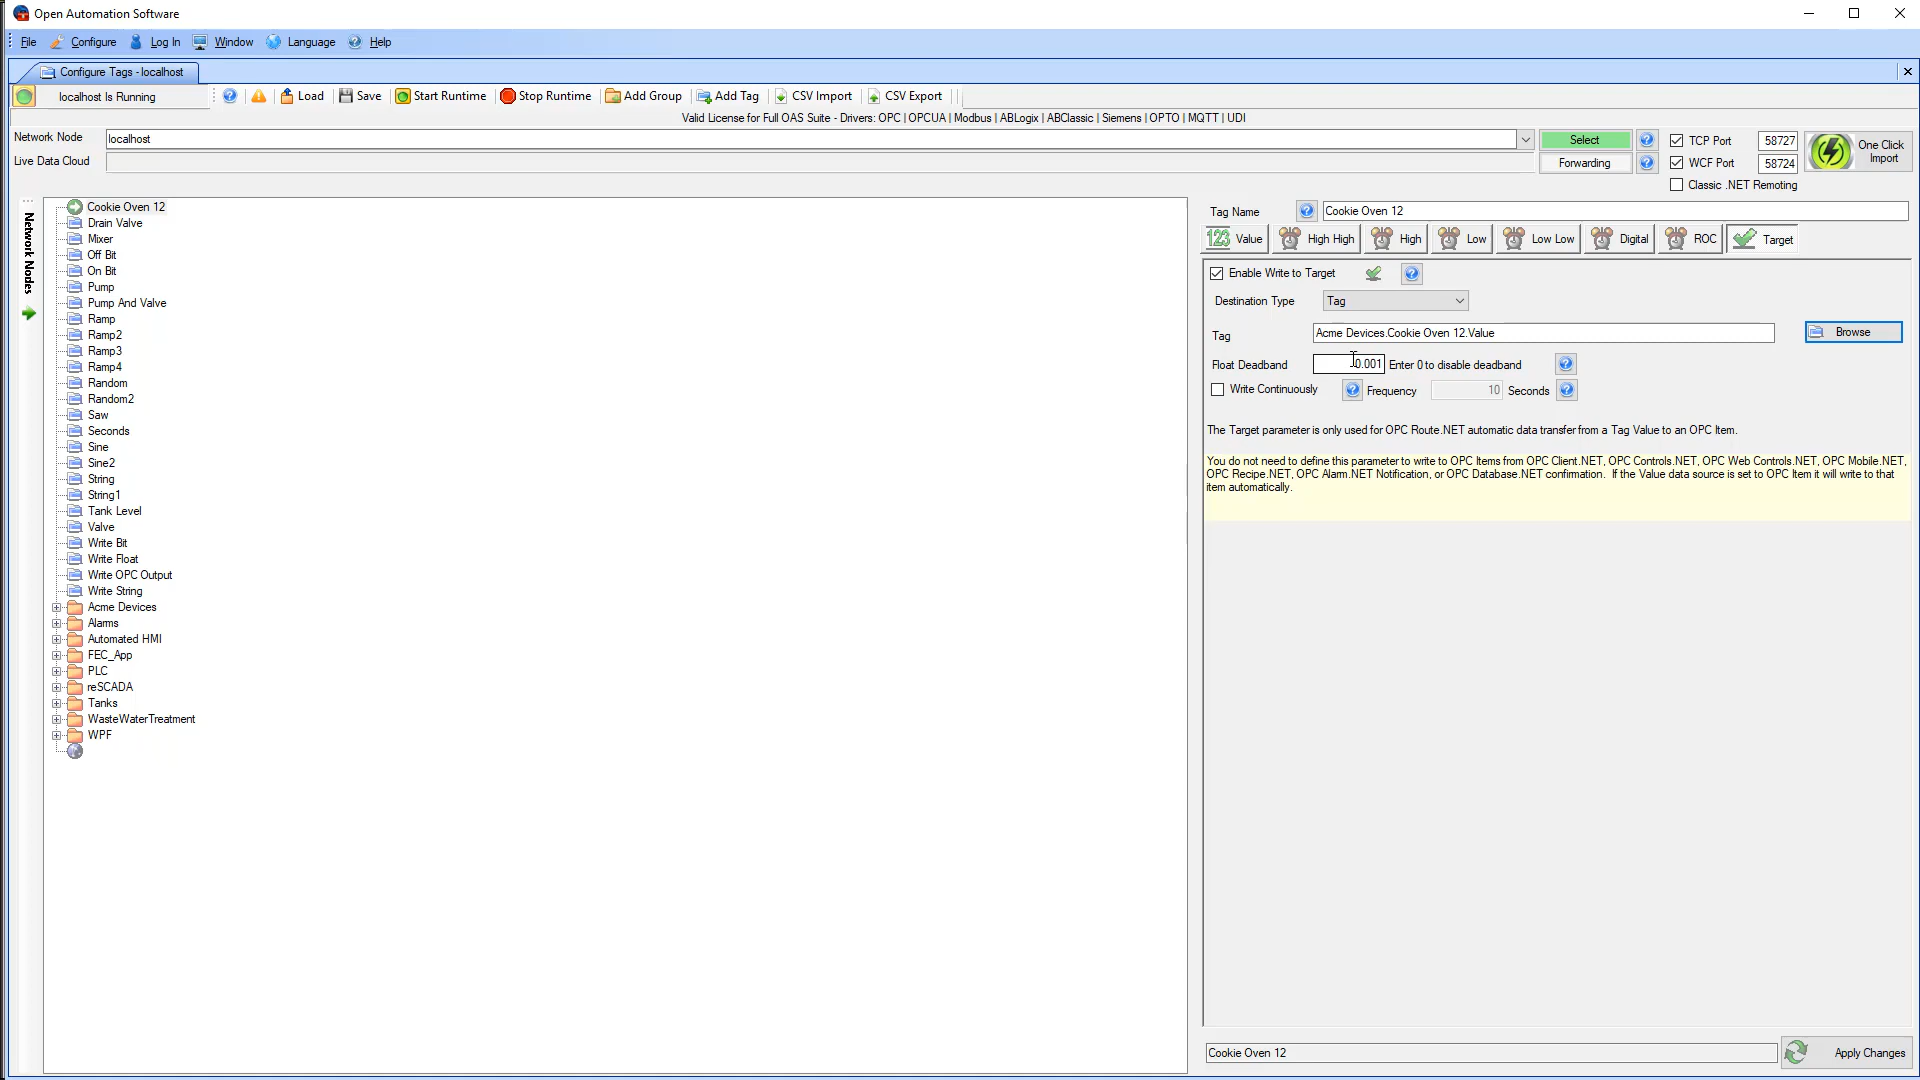 Open Automation Software
File Configure Log In Window Language Help
Configure Tags - localhost
localhost Is Running Load Save Start Runtime Stop Runtime Add Group Add Tag CSV Import CSV Export
Valid License for Full OAS Suite - Drivers: OPC | OPCUA | Modbus | ABLogix | ABClassic | Siemens | OPTO | MQTT | UDI
Network Node localhost Select TCP Port 58727
Live Data Cloud Forwarding WCF Port 58724
Classic .NET Remoting
One Click
Import
Network Nodes
Cookie Oven 12
Drain Valve
Mixer
Off Bit
On Bit
Pump
Pump And Valve
Ramp
Ramp2
Ramp3
Ramp4
Random
Random2
Saw
Seconds
Sine
Sine2
String
String1
Tank Level
Valve
Write Bit
Write Float
Write OPC Output
Write String
Acme Devices
Alarms
Automated HMI
FEC_App
PLC
reSCADA
Tanks
WasteWaterTreatment
WPF
Tag Name Cookie Oven 12
123 Value High High High Low Low Low Digital ROC Target
Enable Write to Target
Destination Type Tag
Tag Acme Devices.Cookie Oven 12.Value Browse
Float Deadband 0.001 Enter 0 to disable deadband
Write Continuously Frequency 10 Seconds
The Target parameter is only used for OPC Route.NET automatic data transfer from a Tag Value to an OPC Item.
You do not need to define this parameter to write to OPC Items from OPC Client.NET, OPC Controls.NET, OPC Web Controls.NET, OPC Mobile.NET,
OPC Recipe.NET, OPC Alarm.NET Notification, or OPC Database.NET confirmation. If the Value data source is set to OPC Item it will write to that
item automatically.
Cookie Oven 12 Apply Changes